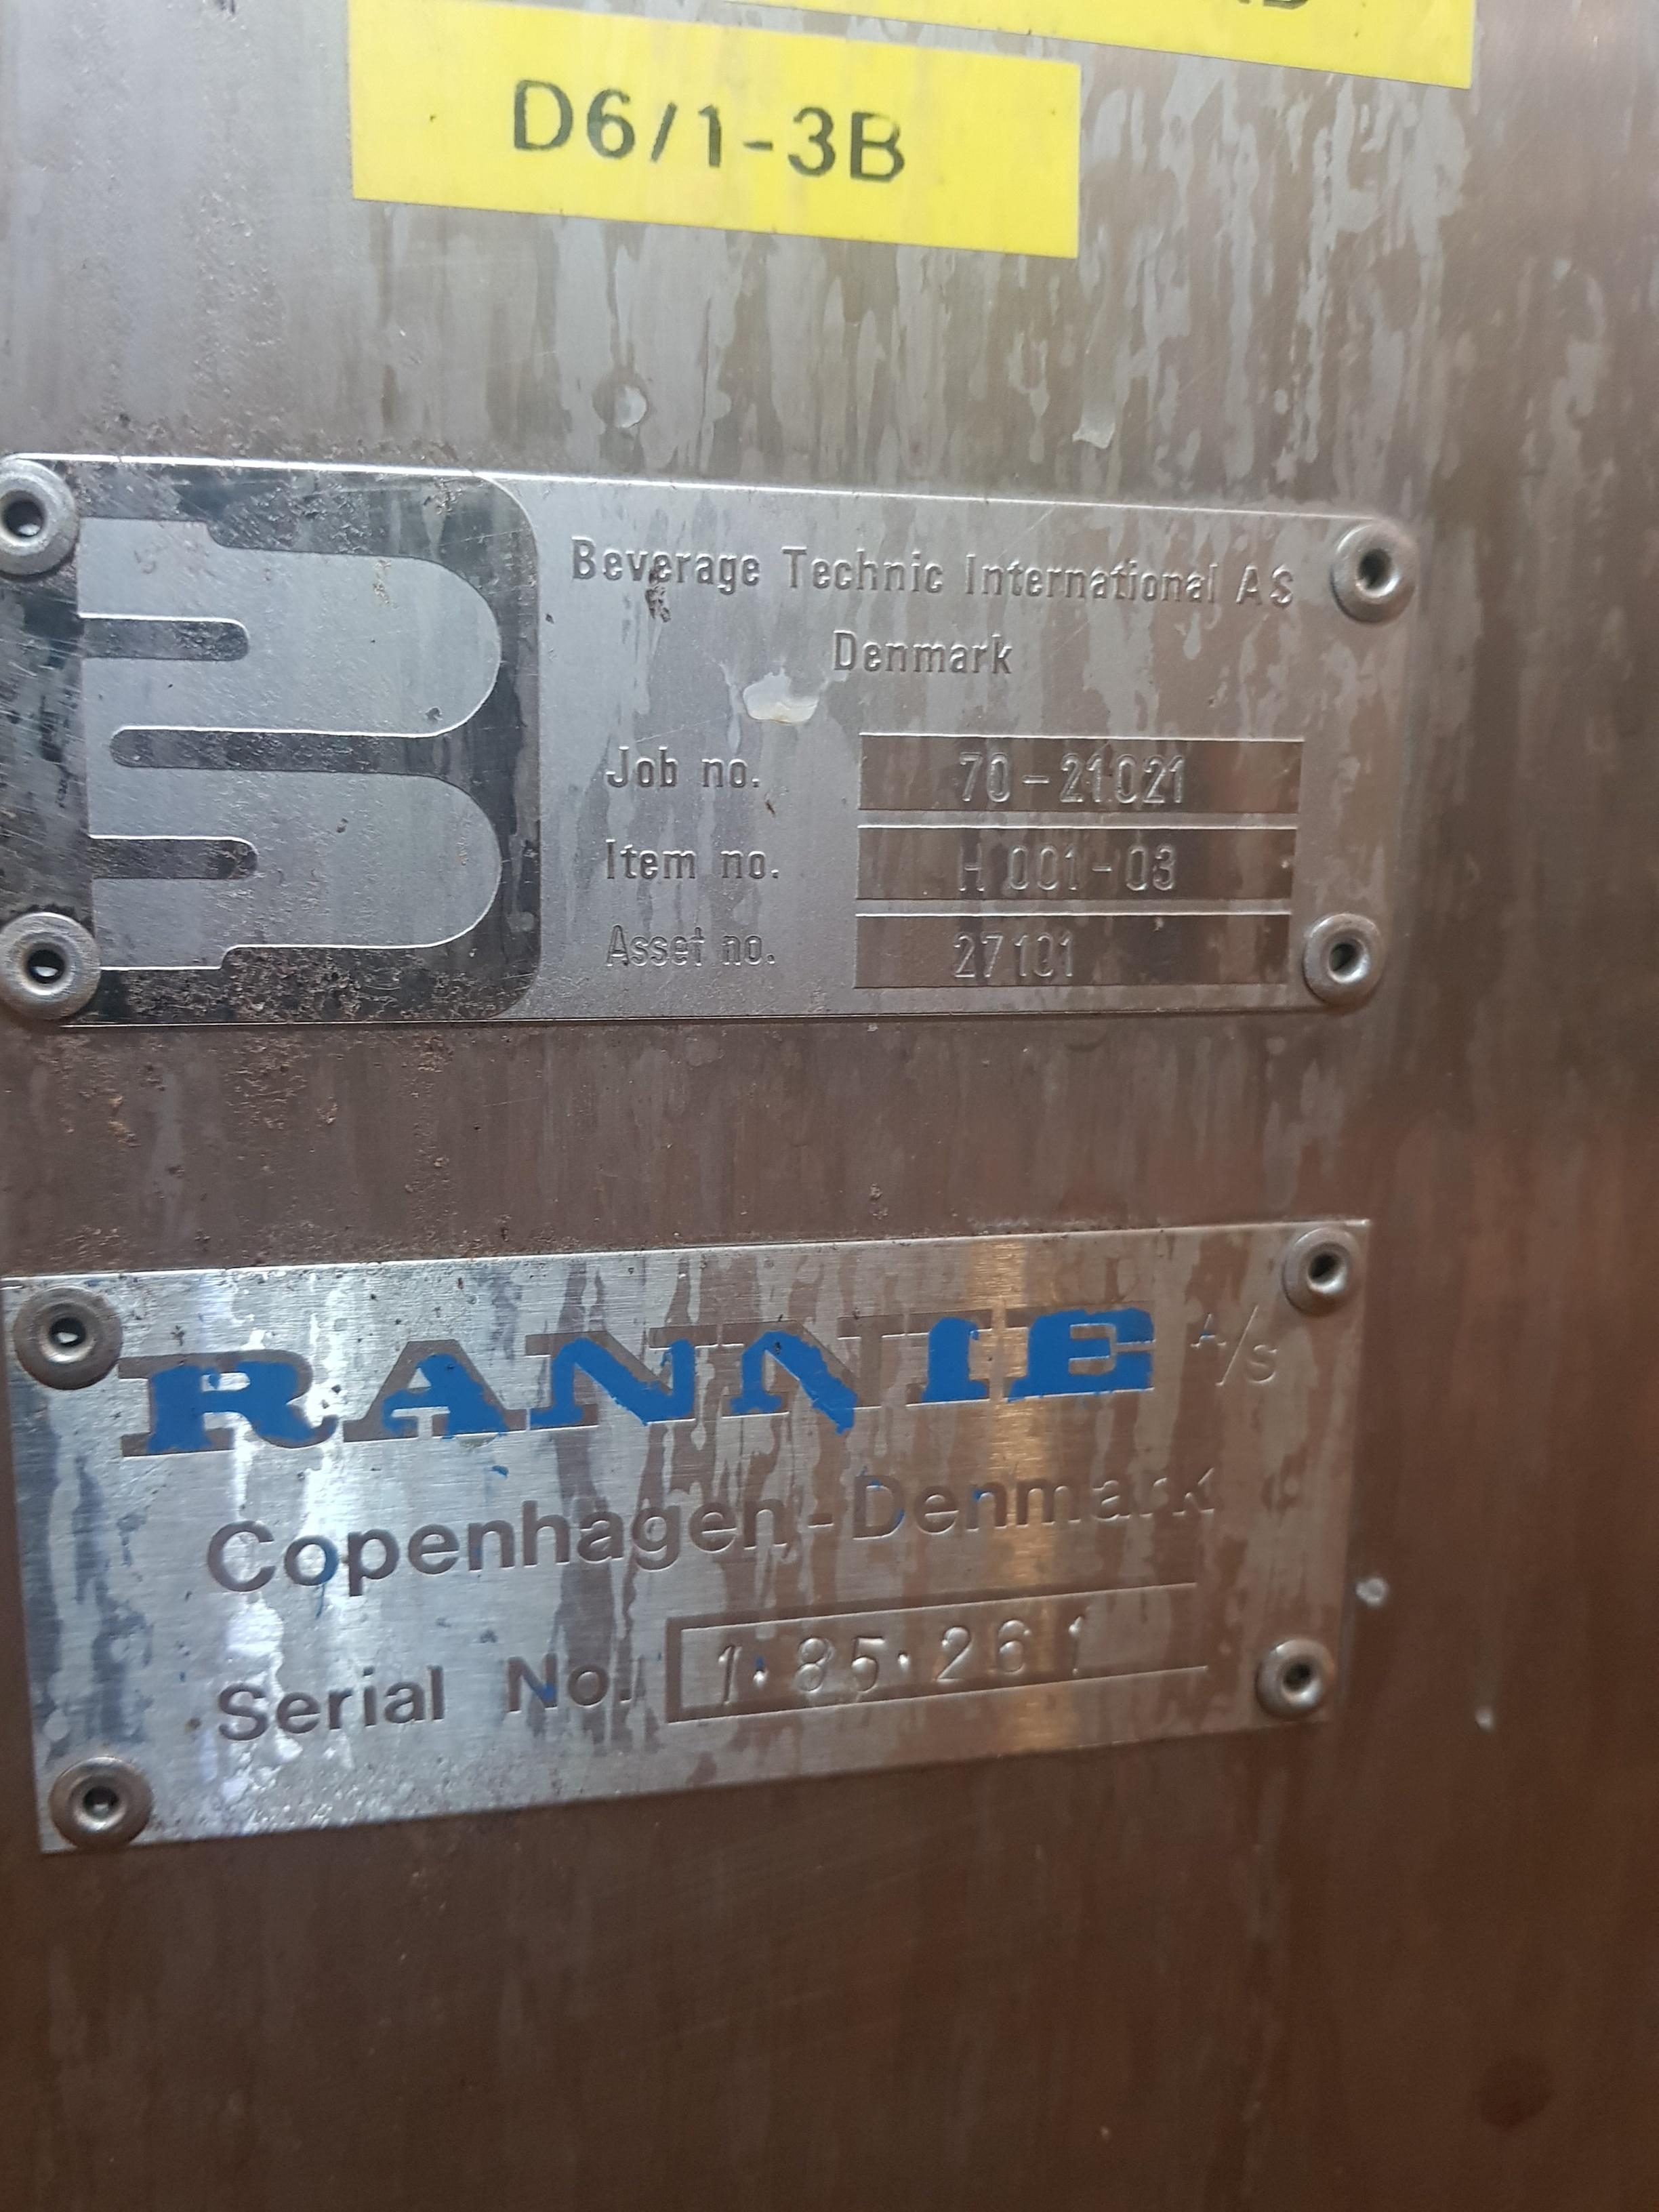 D6/1-3B
Beverage Technic International AS
Denmark
Job no. 70-21021
Item no. H 001-03
Asset no. 27101
RANNIE A/S
Copenhagen-Denmark
Serial No. 1.85.261